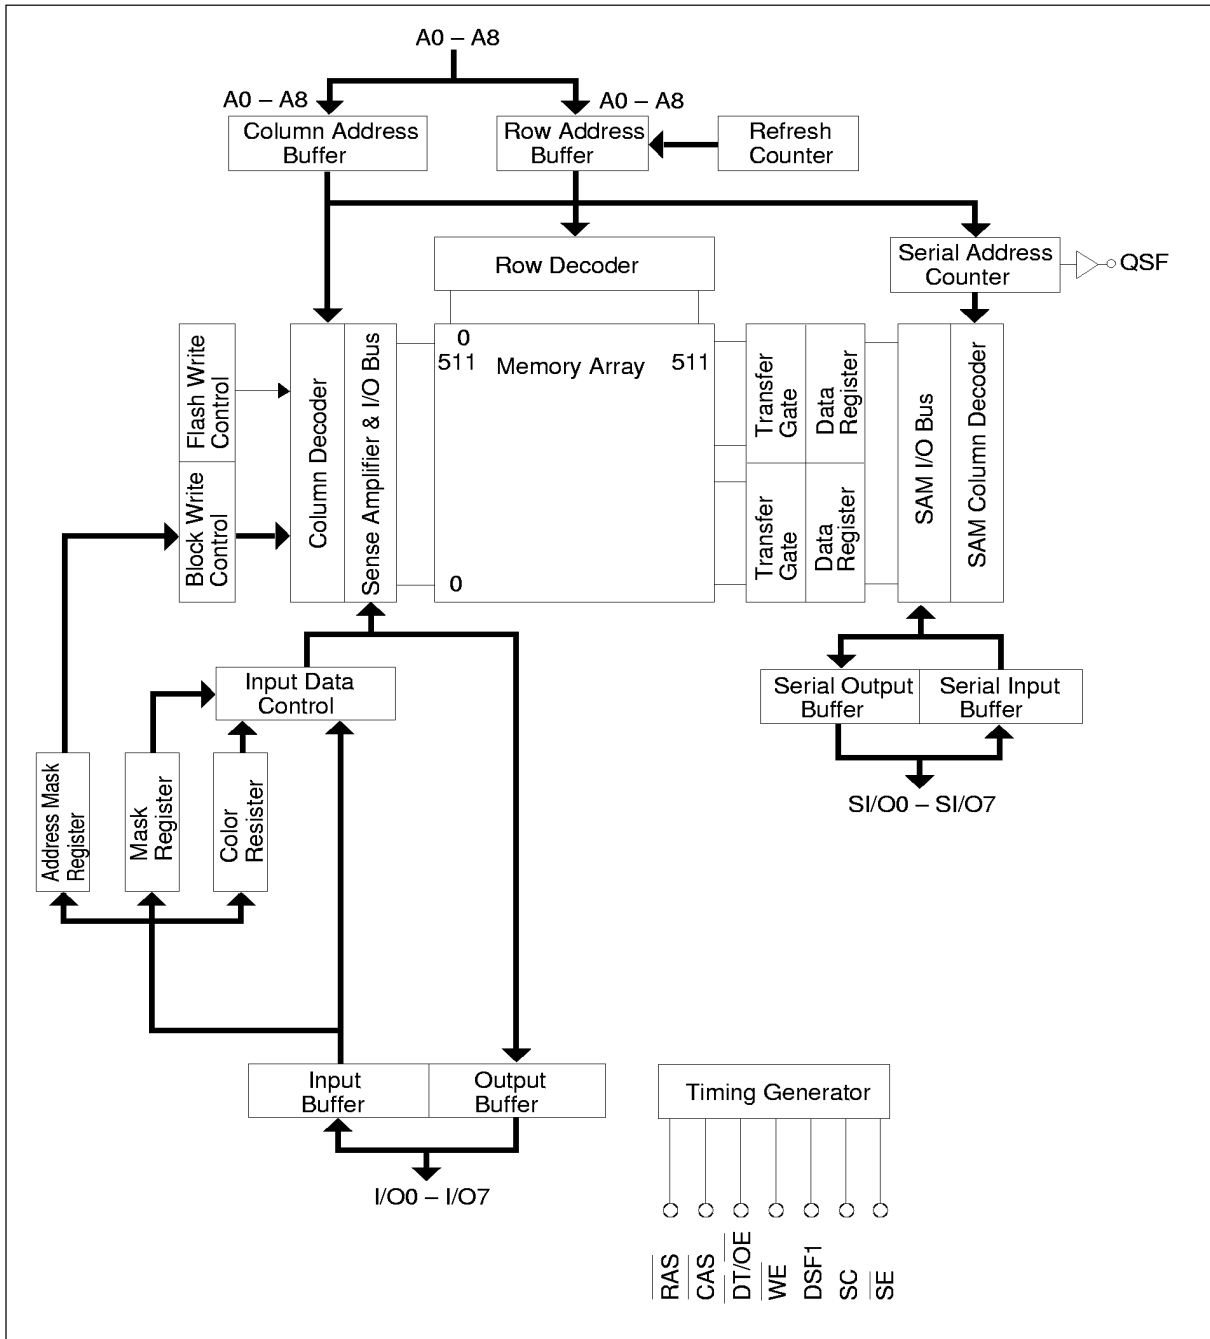 A0 – A8
A0 – A8
A0 – A8
Column Address
Buffer
Row Address
Buffer
Refresh
Counter
Row Decoder
Serial Address
Counter
QSF
Flash Write
Control
Block Write
Control
Column Decoder
Sense Amplifier & I/O Bus
0
511
Memory Array
511
0
Transfer
Gate
Data
Register
Transfer
Gate
Data
Register
SAM I/O Bus
SAM Column Decoder
Input Data
Control
Serial Output
Buffer
Serial Input
Buffer
SI/O0 – SI/O7
Address Mask
Register
Mask
Register
Color
Resister
Input
Buffer
Output
Buffer
I/O0 – I/O7
Timing Generator
RAS
CAS
DT/OE
WE
DSF1
SC
SE